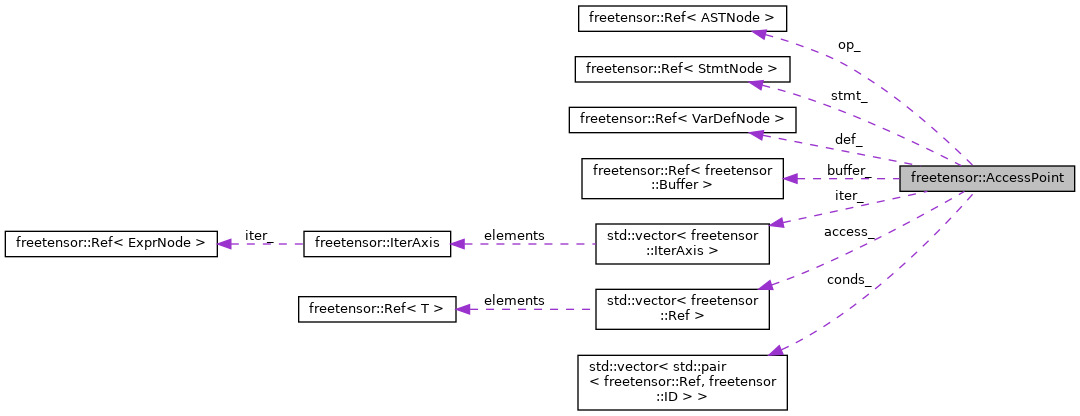 freetensor::Ref< ASTNode >
op_
freetensor::Ref< StmtNode >
stmt_
freetensor::Ref< VarDefNode >
def_
freetensor::Ref< freetensor
::Buffer >
buffer_
freetensor::AccessPoint
iter_
freetensor::Ref< ExprNode >
iter_
freetensor::IterAxis
elements
std::vector< freetensor
::IterAxis >
access_
freetensor::Ref< T >
elements
std::vector< freetensor
::Ref >
conds_
std::vector< std::pair
< freetensor::Ref, freetensor
::ID > >